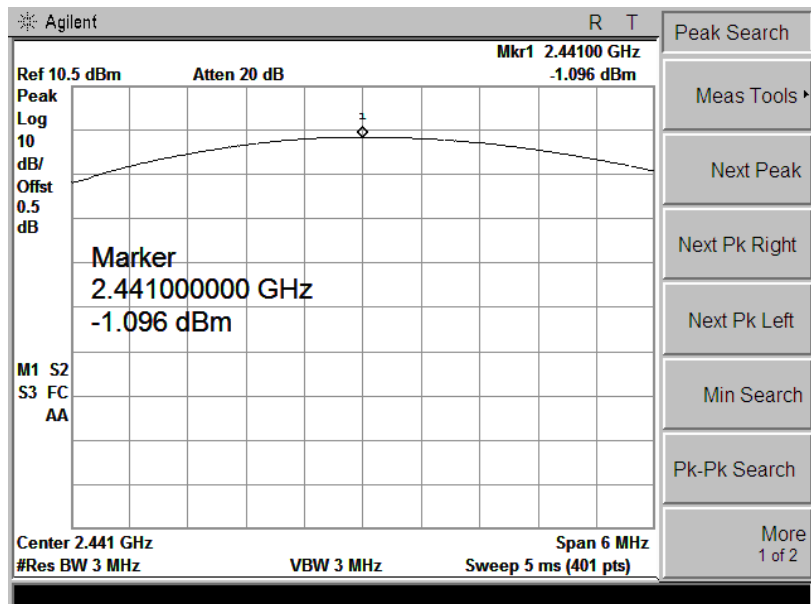 Agilent R T
Mkr1 2.44100 GHz
Ref 10.5 dBm Atten 20 dB -1.096 dBm
Peak
Log
10
dB/
Offst
0.5
dB
1
Marker
2.441000000 GHz
-1.096 dBm
M1 S2
S3 FC
AA
Center 2.441 GHz Span 6 MHz
#Res BW 3 MHz VBW 3 MHz Sweep 5 ms (401 pts)
Peak Search
Meas Tools
Next Peak
Next Pk Right
Next Pk Left
Min Search
Pk-Pk Search
More
1 of 2